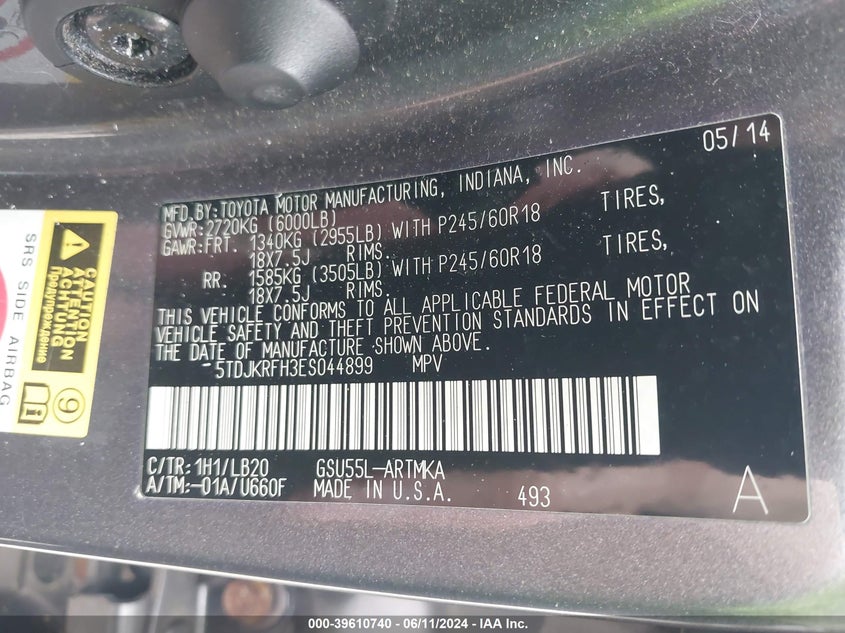 05/14
MFD. BY: TOYOTA MOTOR MANUFACTURING, INDIANA, INC.
GVWR: 2720KG (6000LB)
GAWR: FRT. 1340KG (2955LB) WITH P245/60R18 TIRES,
18X7.5J RIMS.
RR. 1585KG (3505LB) WITH P245/60R18 TIRES,
18X7.5J RIMS.
THIS VEHICLE CONFORMS TO ALL APPLICABLE FEDERAL MOTOR
VEHICLE SAFETY AND THEFT PREVENTION STANDARDS IN EFFECT ON
THE DATE OF MANUFACTURE SHOWN ABOVE.
5TDJKRFH3ES044899 MPV
C/TR: 1H1/LB20 GSU55L-ARTMKA
A/TM: -01A/U660F MADE IN U.S.A. 493 A
SRS SIDE AIRBAG
CAUTION
ATTENTION
ACHTUNG
Предупреждение
9
i
000-39610740 - 06/11/2024 - IAA Inc.